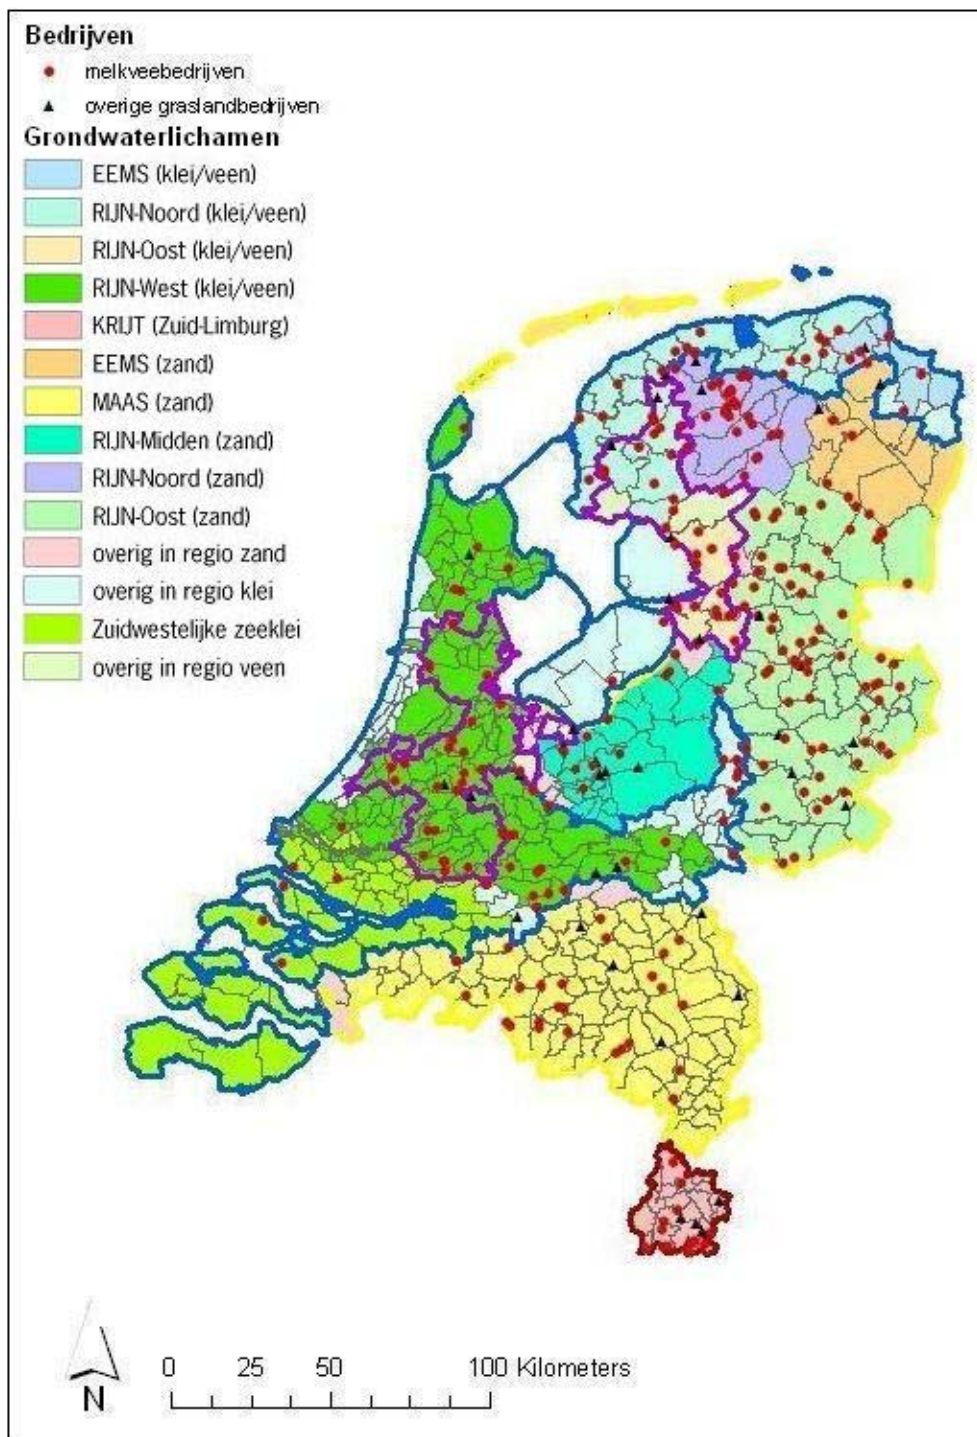 Bedrijven
melkveebedrijven
overige graslandbedrijven
Grondwaterlichamen
EEMS (klei/veen)
RIJN-Noord (klei/veen)
RIJN-Oost (klei/veen)
RIJN-West (klei/veen)
KRIJT (Zuid-Limburg)
EEMS (zand)
MAAS (zand)
RIJN-Midden (zand)
RIJN-Noord (zand)
RIJN-Oost (zand)
overig in regio zand
overig in regio klei
Zuidwestelijke zeeklei
overig in regio veen
N
0 25 50 100 Kilometers